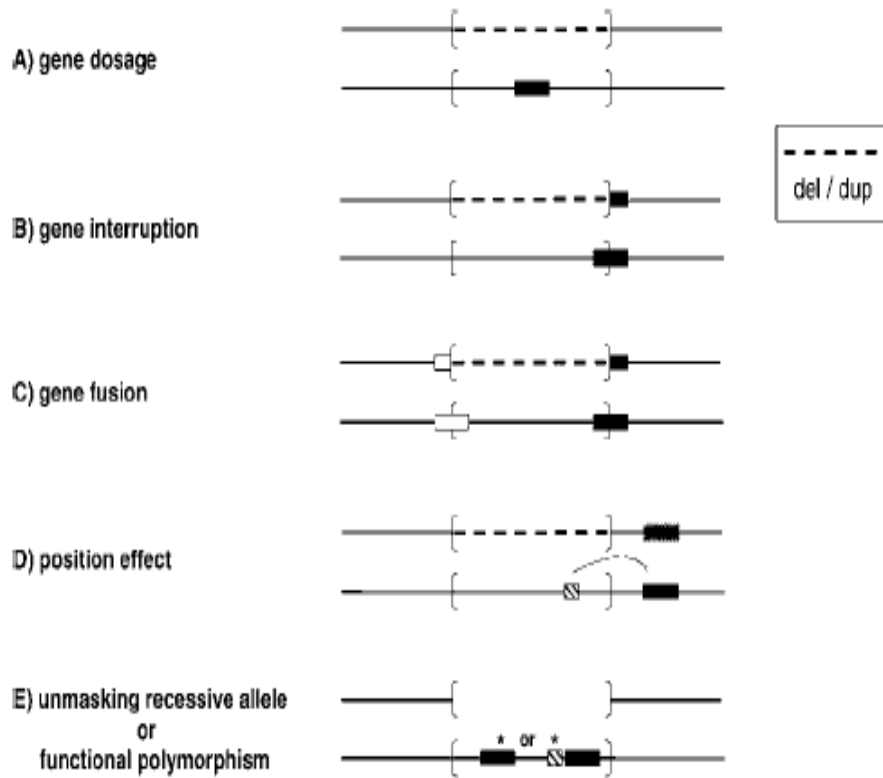 A) gene dosage
del / dup
B) gene interruption
C) gene fusion
D) position effect
E) unmasking recessive allele
or
functional polymorphism
* or *